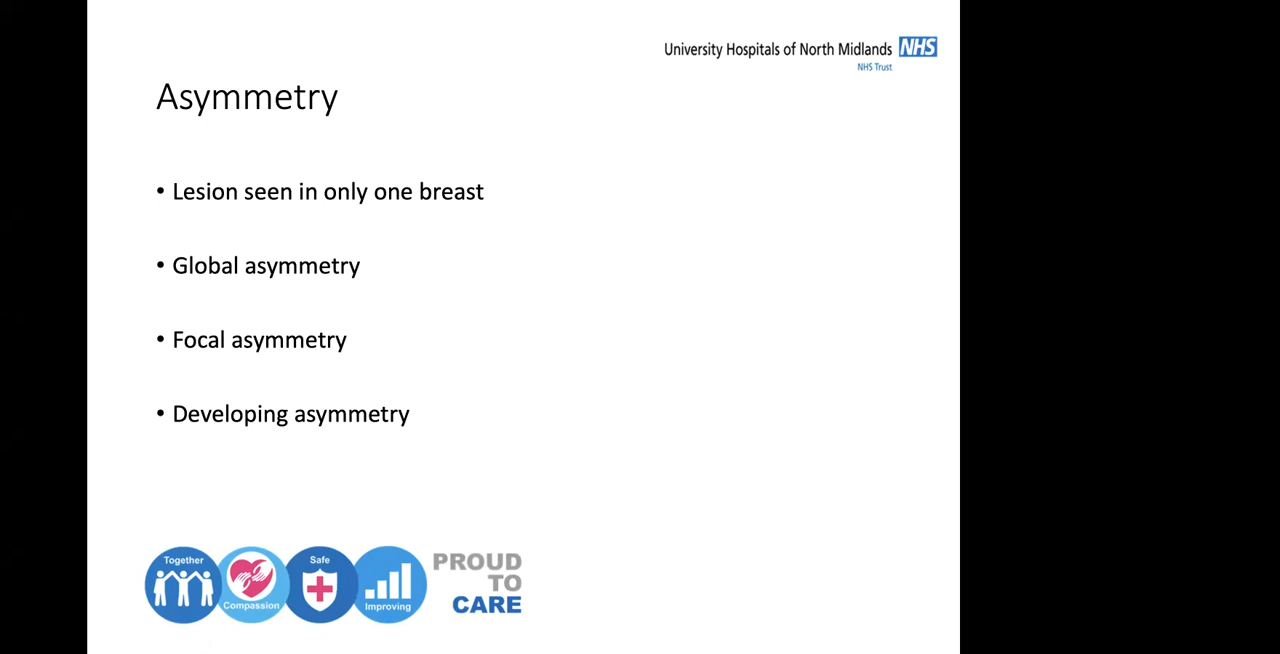 University Hospitals of North Midlands NHS
NHS Trust
Asymmetry
• Lesion seen in only one breast
• Global asymmetry
• Focal asymmetry
• Developing asymmetry
Together
Compassion
Safe
Improving
PROUD
TO
CARE